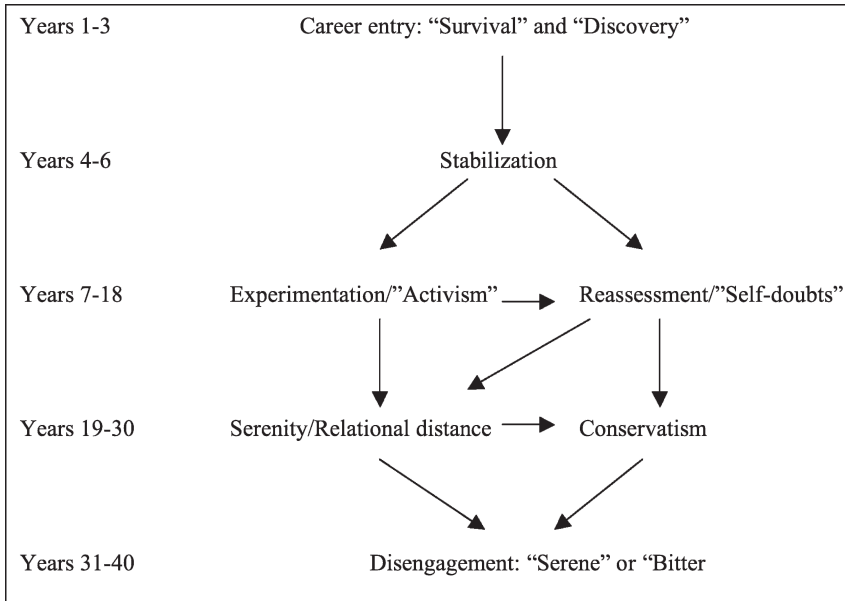 Years 1-3 Career entry: “Survival” and “Discovery”
Years 4-6 Stabilization
Years 7-18 Experimentation/”Activism” Reassessment/”Self-doubts”
Years 19-30 Serenity/Relational distance Conservatism
Years 31-40 Disengagement: “Serene” or “Bitter